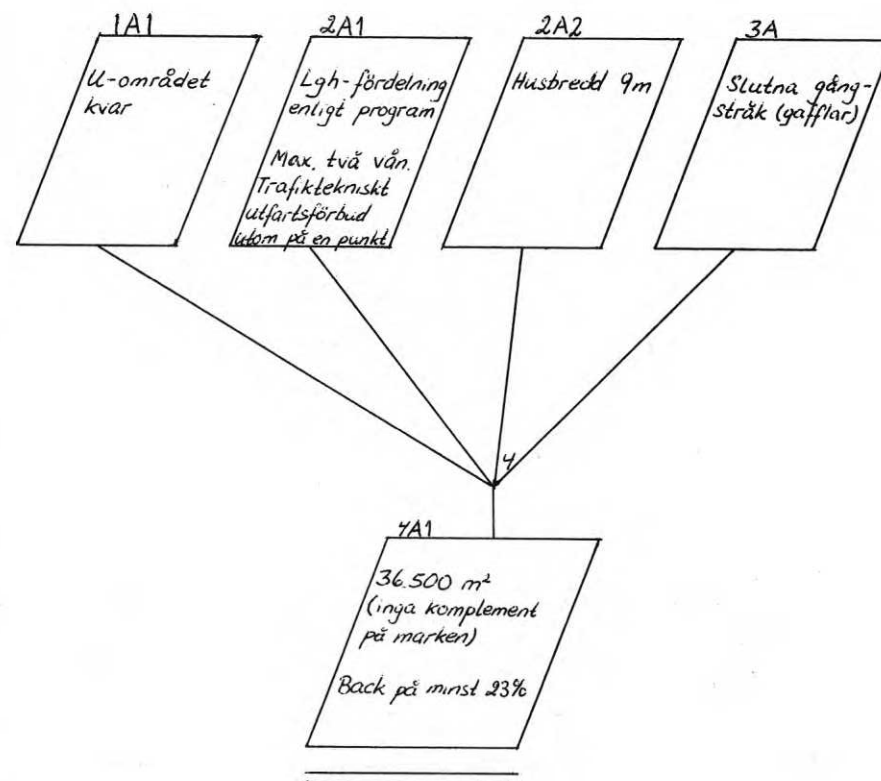 1A1
U-området
kvar
2A1
Lgh-fördelning
enligt program
Max. två vån.
Trafiktekniskt
utfartsförbud
utom på en punkt
2A2
Husbredd 9m
3A
Slutna gång-
stråk (gafflar)
4
4A1
36.500 m²
(inga komplement
på marken)
Back på minst 23%